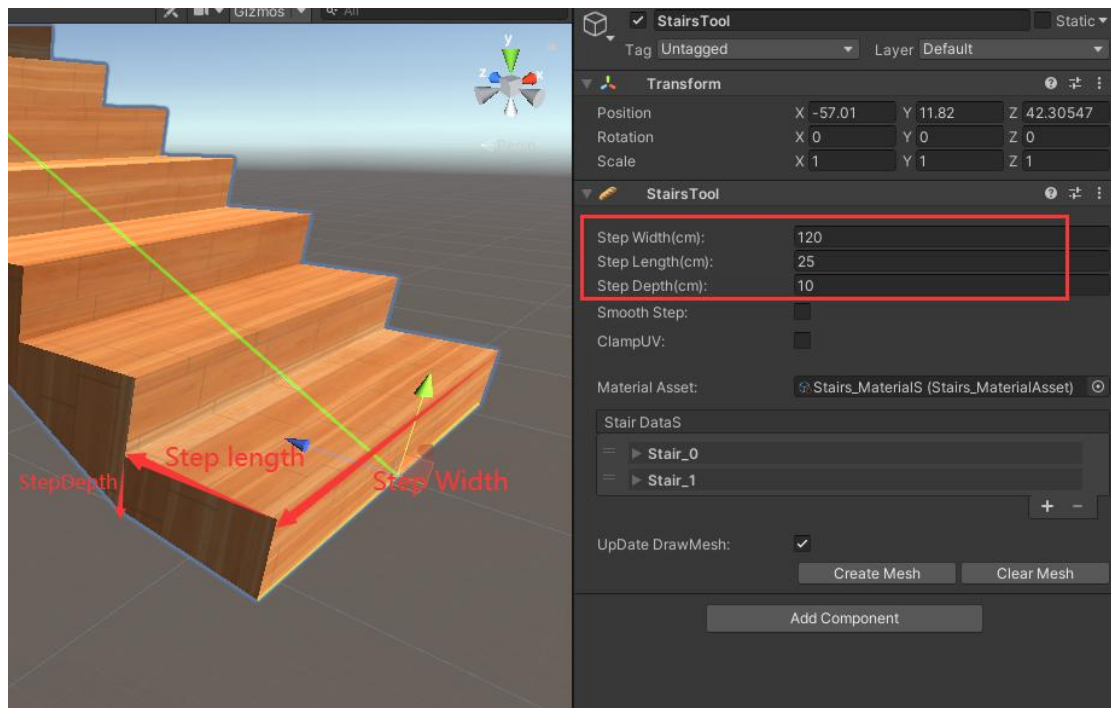 Gizmos
All
y
z
x
Persp
Step length
StepDepth
Step Width
StairsTool
Static
Tag Untagged Layer Default
Transform
Position X -57.01 Y 11.82 Z 42.30547
Rotation X 0 Y 0 Z 0
Scale X 1 Y 1 Z 1
StairsTool
Step Width(cm): 120
Step Length(cm): 25
Step Depth(cm): 10
Smooth Step:
ClampUV:
Material Asset: Stairs_MaterialS (Stairs_MaterialAsset)
Stair DataS
Stair_0
Stair_1
+ -
UpDate DrawMesh:
Create Mesh Clear Mesh
Add Component